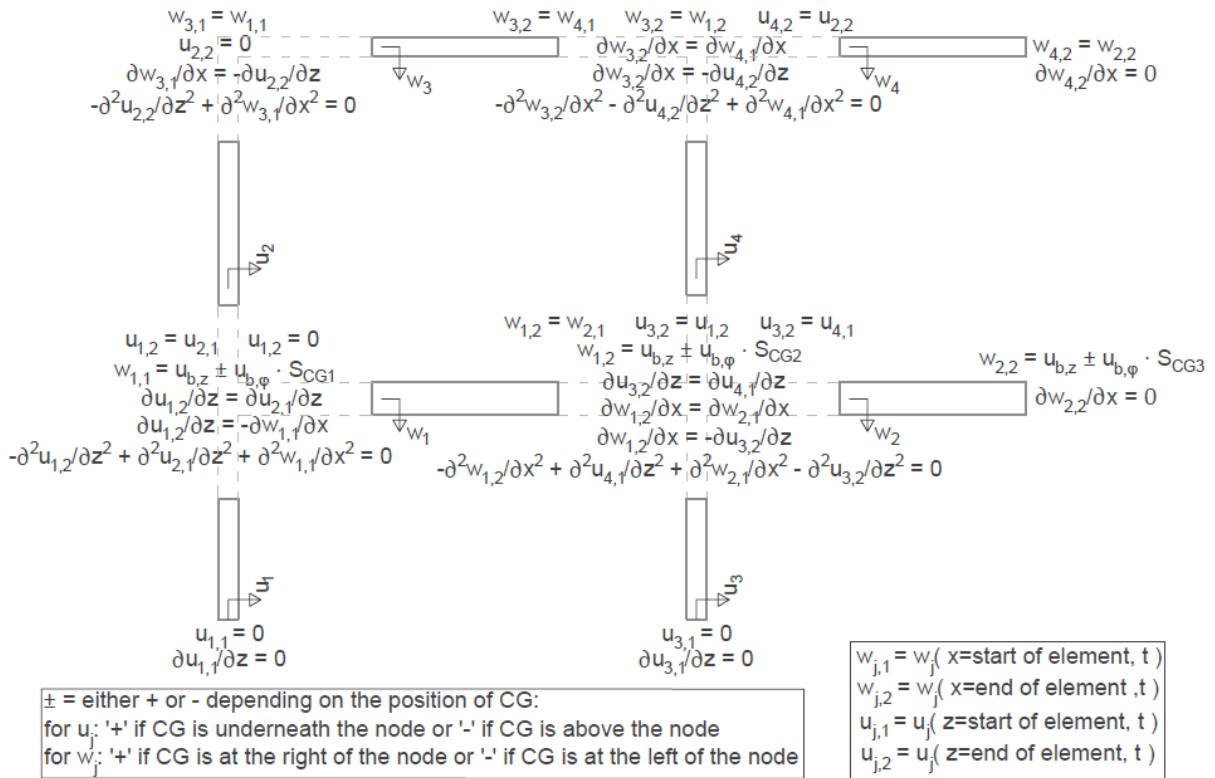 w3,1 = w1,1
u2,2 = 0
∂w3,1/∂x = -∂u2,2/∂z
-∂²u2,2/∂z² + ∂²w3,1/∂x² = 0
w3
w3,2 = w4,1 w3,2 = w1,2 u4,2 = u2,2
∂w3,2/∂x = ∂w4,1/∂x
∂w3,2/∂x = -∂u4,2/∂z
-∂²w3,2/∂x² - ∂²u4,2/∂z² + ∂²w4,1/∂x² = 0
w4
w4,2 = w2,2
∂w4,2/∂x = 0
u2
u4
u1,2 = u2,1 u1,2 = 0
w1,1 = ub,z ± ub,φ · SCG1
∂u1,2/∂z = ∂u2,1/∂z
∂u1,2/∂z = -∂w1,1/∂x
-∂²u1,2/∂z² + ∂²u2,1/∂z² + ∂²w1,1/∂x² = 0
w1
w1,2 = w2,1 u3,2 = u1,2 u3,2 = u4,1
w1,2 = ub,z ± ub,φ · SCG2
∂u3,2/∂z = ∂u4,1/∂z
∂w1,2/∂x = ∂w2,1/∂x
∂w1,2/∂x = -∂u3,2/∂z
-∂²w1,2/∂x² + ∂²u4,1/∂z² + ∂²w2,1/∂x² - ∂²u3,2/∂z² = 0
w2
w2,2 = ub,z ± ub,φ · SCG3
∂w2,2/∂x = 0
u1
u1,1 = 0
∂u1,1/∂z = 0
u3
u3,1 = 0
∂u3,1/∂z = 0
± = either + or - depending on the position of CG:
for uj: '+' if CG is underneath the node or '-' if CG is above the node
for wj: '+' if CG is at the right of the node or '-' if CG is at the left of the node
wj,1 = wj( x=start of element, t )
wj,2 = wj( x=end of element ,t )
uj,1 = uj( z=start of element, t )
uj,2 = uj( z=end of element, t )